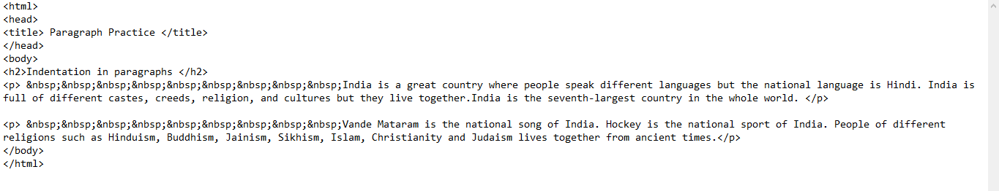 <html>
<head>
<title> Paragraph Practice </title>
</head>
<body>
<h2>Indentation in paragraphs </h2>
<p> &nbsp;&nbsp;&nbsp;&nbsp;&nbsp;&nbsp;&nbsp;&nbsp;&nbsp;India is a great country where people speak different languages but the national language is Hindi. India is
full of different castes, creeds, religion, and cultures but they live together.India is the seventh-largest country in the whole world. </p>

<p> &nbsp;&nbsp;&nbsp;&nbsp;&nbsp;&nbsp;&nbsp;&nbsp;&nbsp;Vande Mataram is the national song of India. Hockey is the national sport of India. People of different
religions such as Hinduism, Buddhism, Jainism, Sikhism, Islam, Christianity and Judaism lives together from ancient times.</p>
</body>
</html>